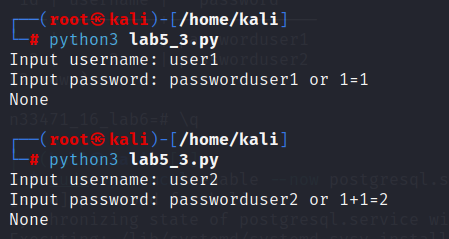 ┌──(root㉿kali)-[/home/kali]
└─# python3 lab5_3.py
Input username: user1
Input password: passworduser1 or 1=1
None
┌──(root㉿kali)-[/home/kali]
└─# python3 lab5_3.py
Input username: user2
Input password: passworduser2 or 1+1=2
None